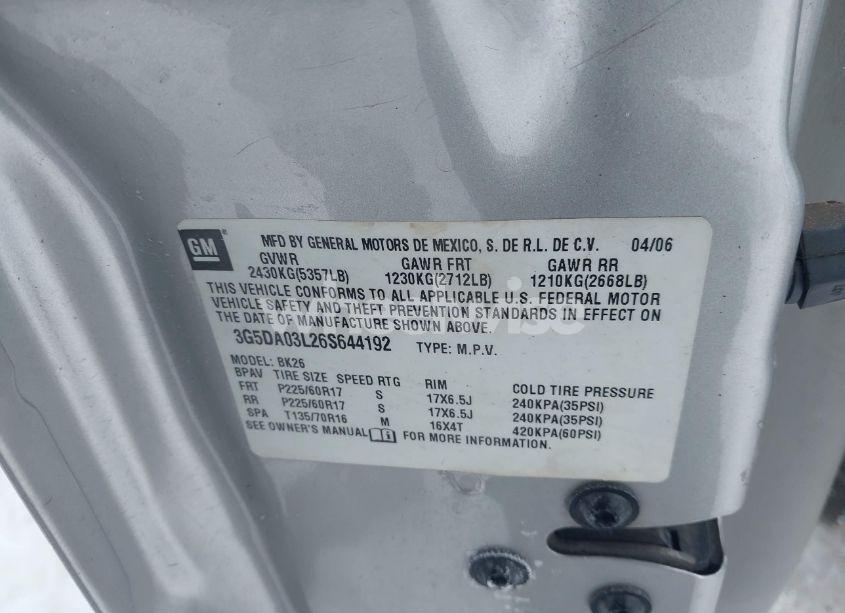 GM MFD BY GENERAL MOTORS DE MEXICO, S. DE R.L. DE C.V. 04/06
GVWR GAWR FRT GAWR RR
2430KG(5357LB) 1230KG(2712LB) 1210KG(2668LB)
THIS VEHICLE CONFORMS TO ALL APPLICABLE U.S. FEDERAL MOTOR
VEHICLE SAFETY AND THEFT PREVENTION STANDARDS IN EFFECT ON
THE DATE OF MANUFACTURE SHOWN ABOVE.
3G5DA03L26S644192 TYPE: M.P.V.
MODEL: BK26
BPAV TIRE SIZE SPEED RTG RIM COLD TIRE PRESSURE
FRT P225/60R17 S 17X6.5J 240KPA(35PSI)
RR P225/60R17 S 17X6.5J 240KPA(35PSI)
SPA T135/70R16 M 16X4T 420KPA(60PSI)
SEE OWNER'S MANUAL FOR MORE INFORMATION.